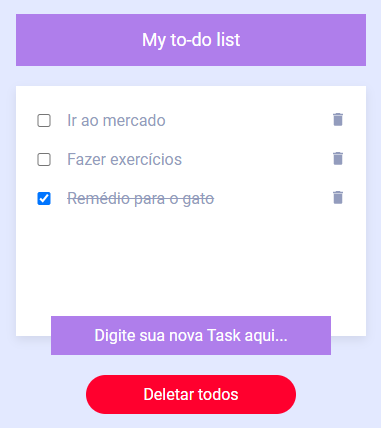 My to-do list
Ir ao mercado
Fazer exercícios
Remédio para o gato
Digite sua nova Task aqui...
Deletar todos